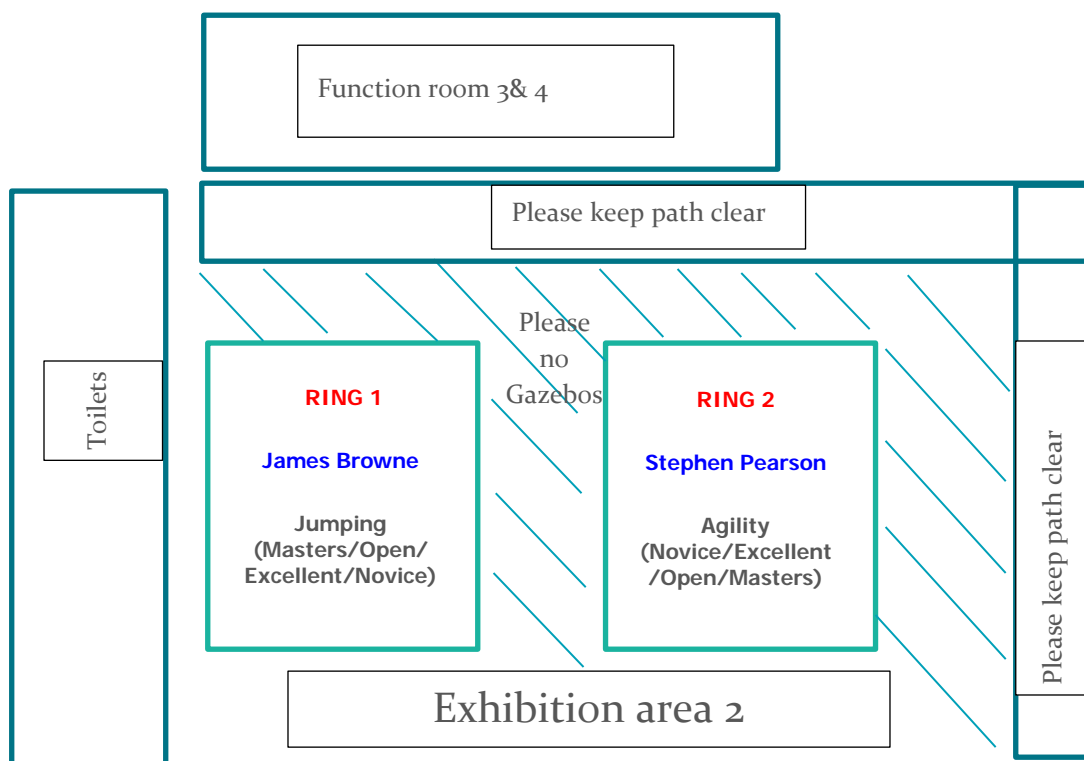 Function room 3& 4
Please keep path clear
Please
no
Gazebos
Toilets
RING 1
James Browne
Jumping
(Masters/Open/
Excellent/Novice)
RING 2
Stephen Pearson
Agility
(Novice/Excellent
/Open/Masters)
Please keep path clear
Exhibition area 2